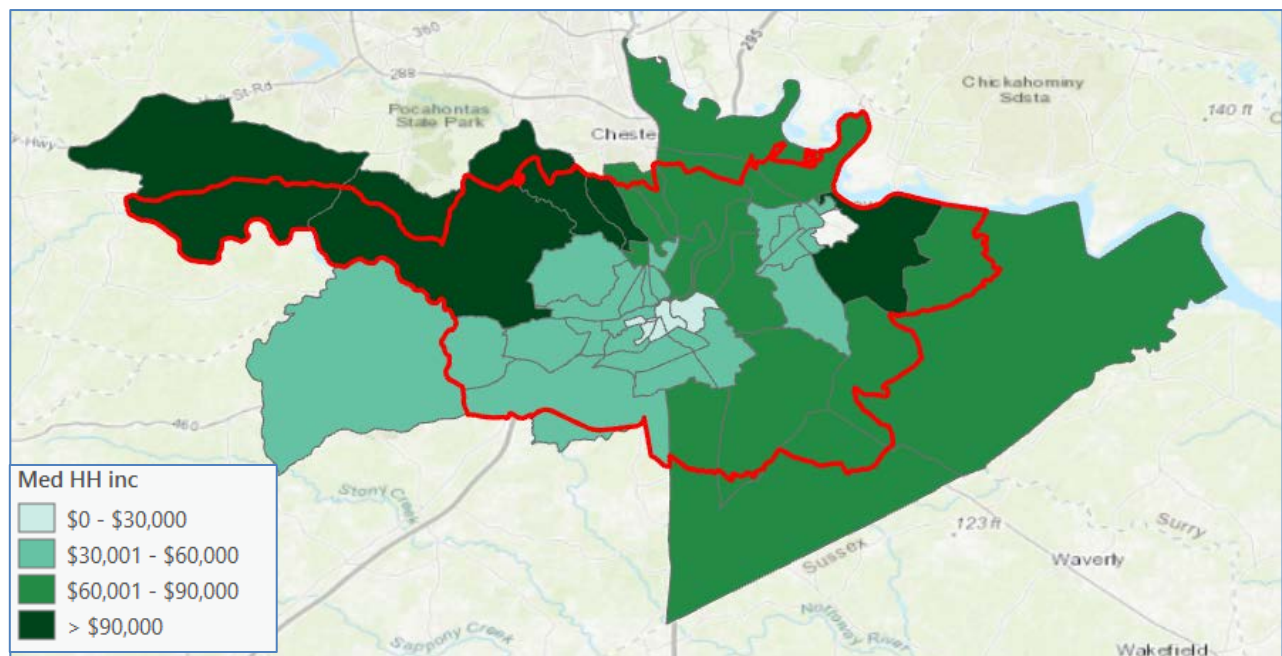 360
295
288
Chickahominy
Sdsta
140 ft
Pocahontas
State Park
Cheste
460
Med HH inc
$0 - $30,000
$30,001 - $60,000
$60,001 - $90,000
> $90,000
Stony Creek
123 ft
Surry
Sussex
Waverly
Nottoway River
Sappony Creek
Wakefield